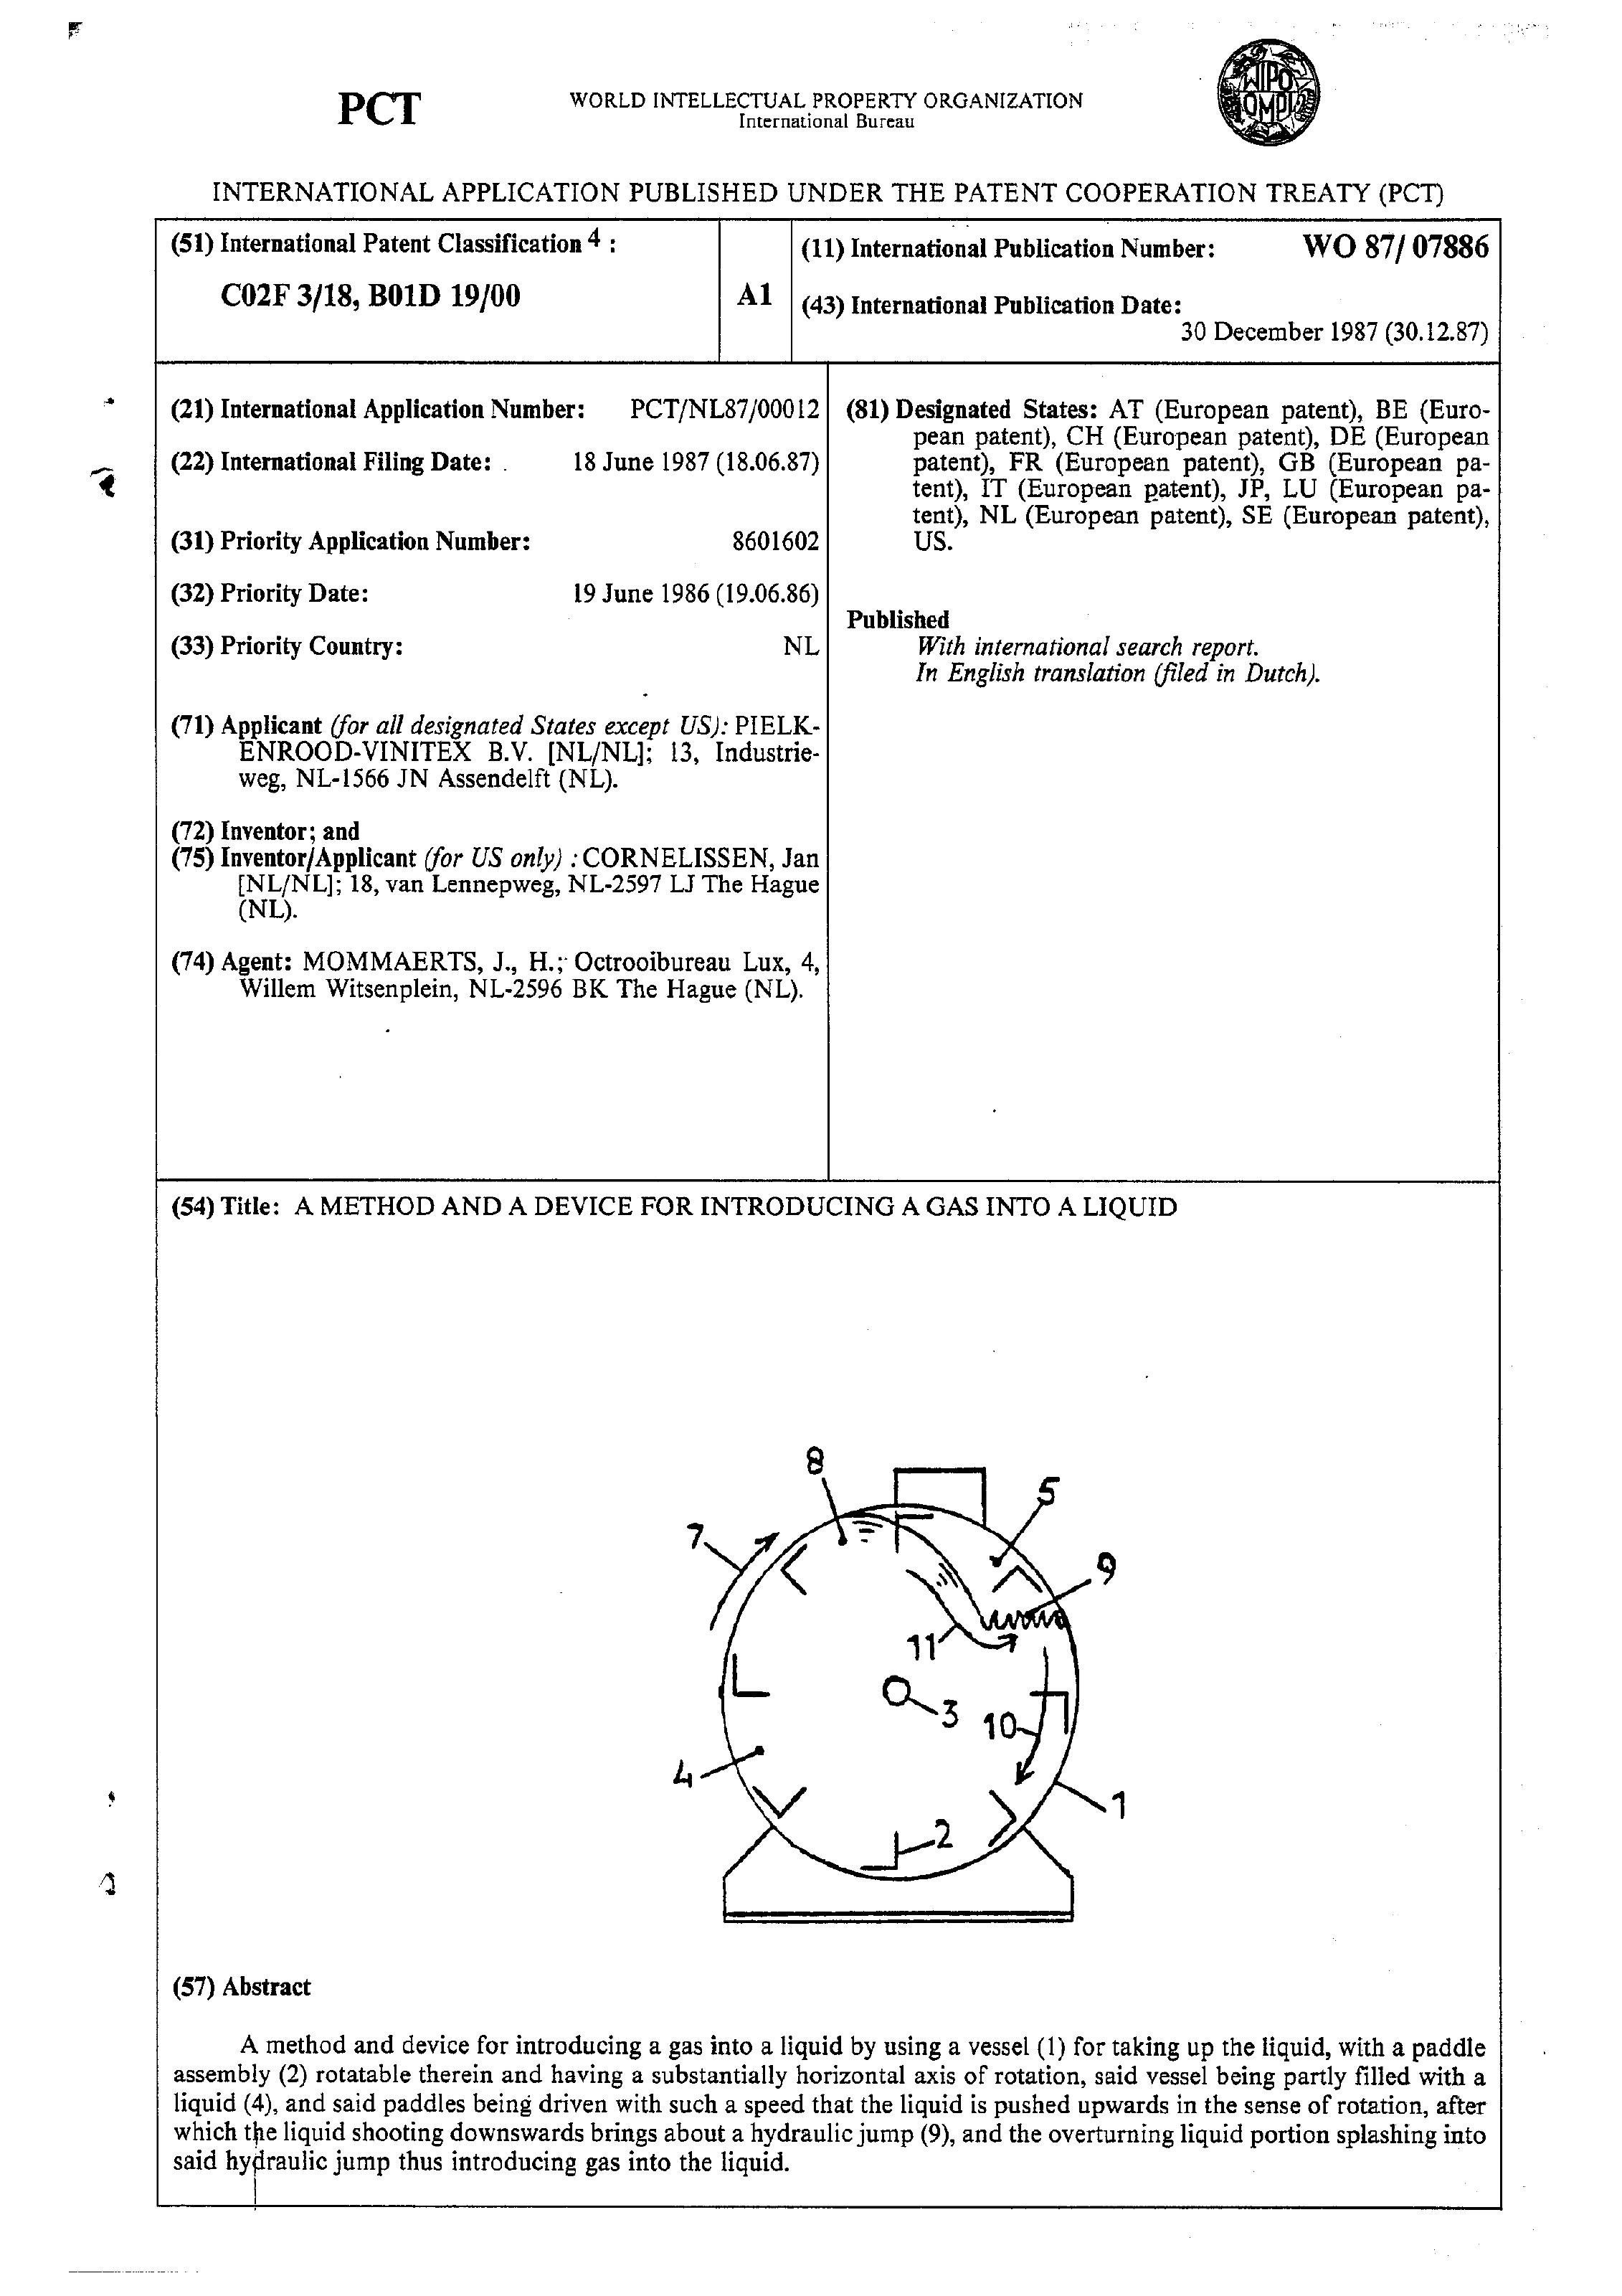 PCT
WORLD INTELLECTUAL PROPERTY ORGANIZATION
International Bureau
WIPO
OMPI
INTERNATIONAL APPLICATION PUBLISHED UNDER THE PATENT COOPERATION TREATY (PCT)
(51) International Patent Classification 4 :
C02F 3/18, B01D 19/00
A1
(11) International Publication Number: WO 87/ 07886
(43) International Publication Date:
30 December 1987 (30.12.87)
(21) International Application Number: PCT/NL87/00012
(22) International Filing Date: 18 June 1987 (18.06.87)
(31) Priority Application Number: 8601602
(32) Priority Date: 19 June 1986 (19.06.86)
(33) Priority Country: NL
(71) Applicant (for all designated States except US): PIELK-
ENROOD-VINITEX B.V. [NL/NL]; 13, Industrie-
weg, NL-1566 JN Assendelft (NL).
(72) Inventor; and
(75) Inventor/Applicant (for US only) : CORNELISSEN, Jan
[NL/NL]; 18, van Lennepweg, NL-2597 LJ The Hague
(NL).
(74) Agent: MOMMAERTS, J., H.; Octrooibureau Lux, 4,
Willem Witsenplein, NL-2596 BK The Hague (NL).
(81) Designated States: AT (European patent), BE (Euro-
pean patent), CH (European patent), DE (European
patent), FR (European patent), GB (European pa-
tent), IT (European patent), JP, LU (European pa-
tent), NL (European patent), SE (European patent),
US.
Published
With international search report.
In English translation (filed in Dutch).
(54) Title: A METHOD AND A DEVICE FOR INTRODUCING A GAS INTO A LIQUID
8
5
7
9
11
3
10
4
1
2
(57) Abstract
A method and device for introducing a gas into a liquid by using a vessel (1) for taking up the liquid, with a paddle
assembly (2) rotatable therein and having a substantially horizontal axis of rotation, said vessel being partly filled with a
liquid (4), and said paddles being driven with such a speed that the liquid is pushed upwards in the sense of rotation, after
which the liquid shooting downswards brings about a hydraulic jump (9), and the overturning liquid portion splashing into
said hydraulic jump thus introducing gas into the liquid.